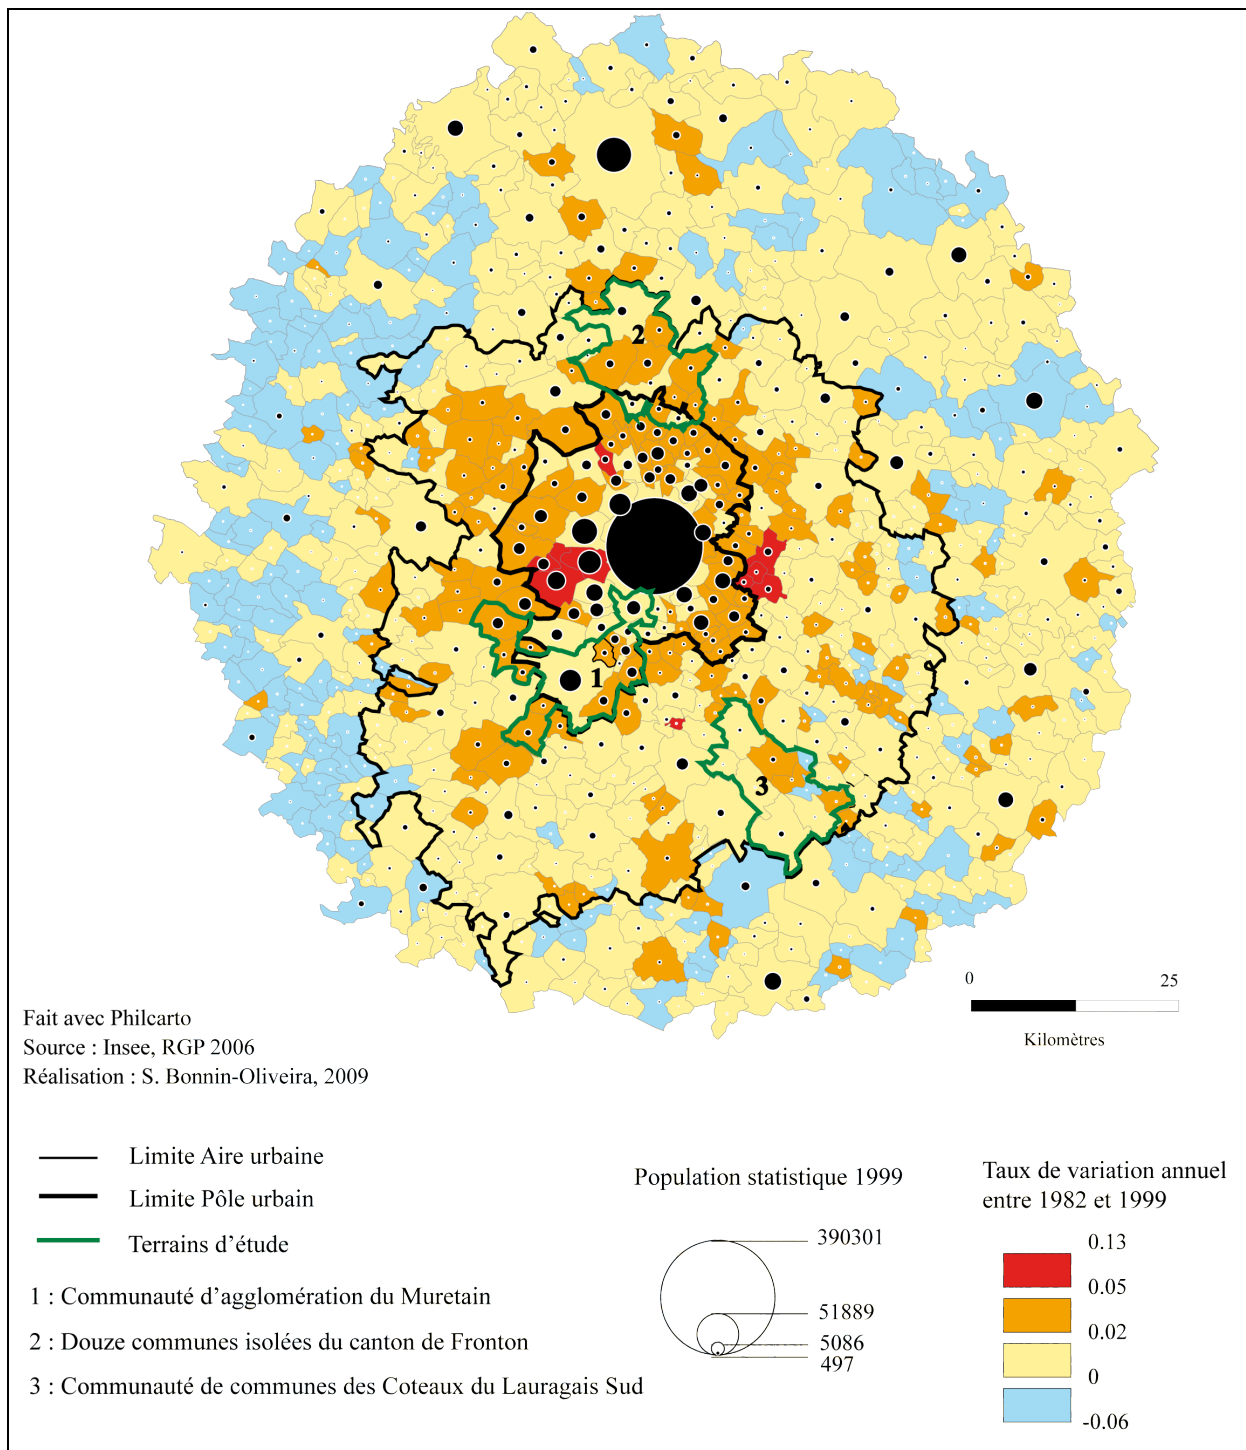 2
1
3
0 25
Kilomètres
Fait avec Philcarto
Source : Insee, RGP 2006
Réalisation : S. Bonnin-Oliveira, 2009
Limite Aire urbaine
Limite Pôle urbain
Terrains d'étude
1 : Communauté d'agglomération du Muretain
2 : Douze communes isolées du canton de Fronton
3 : Communauté de communes des Coteaux du Lauragais Sud
Population statistique 1999
390301
51889
5086
497
Taux de variation annuel
entre 1982 et 1999
0.13
0.05
0.02
0
-0.06